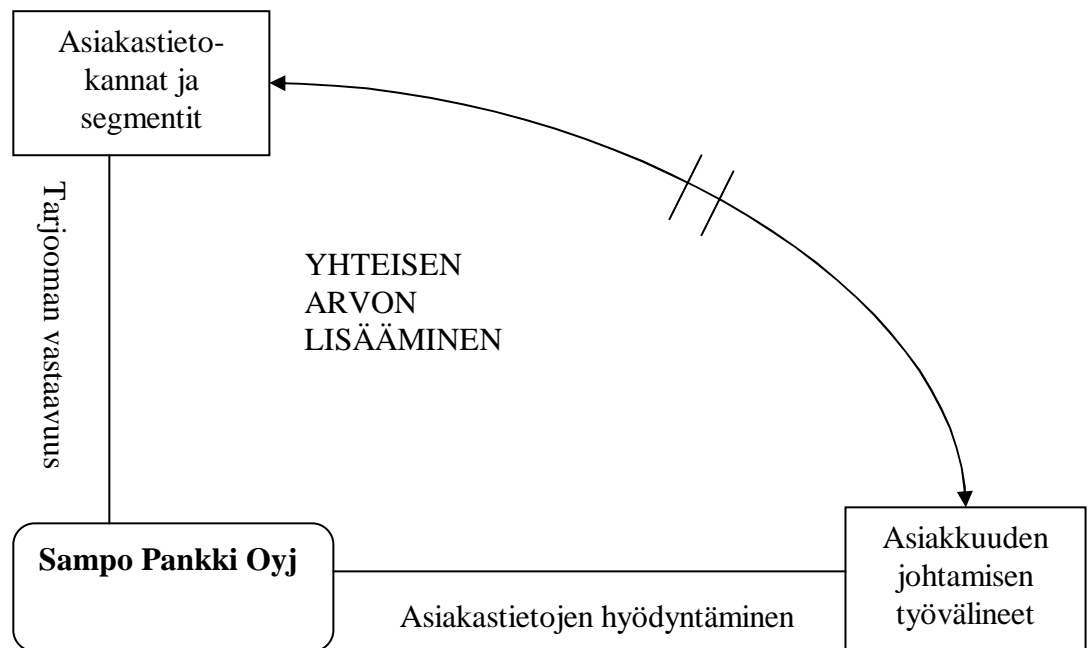 Asiakastieto-
kannat ja
segmentit
Tarjooman vastaavuus
YHTEISEN
ARVON
LISÄÄMINEN
Sampo Pankki Oyj
Asiakastietojen hyödyntäminen
Asiakkuuden
johtamisen
työvälineet